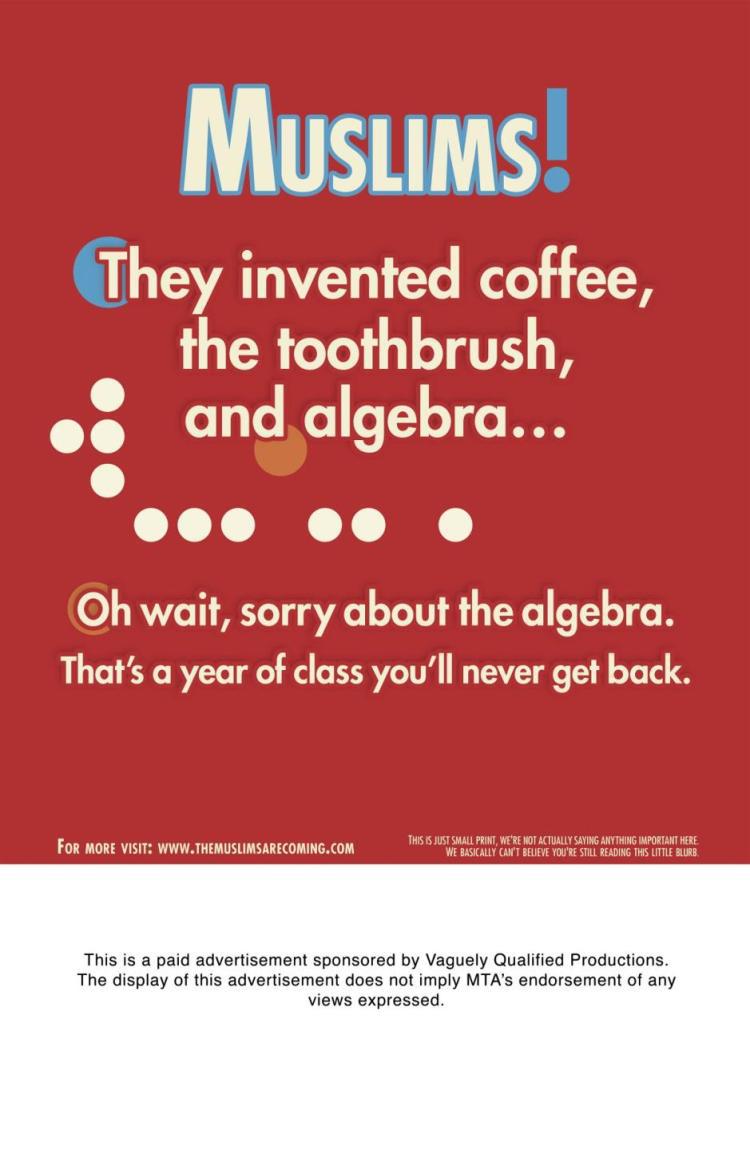 MUSLIMS!
They invented coffee,
the toothbrush,
and algebra...
Oh wait, sorry about the algebra.
That's a year of class you'll never get back.
FOR MORE VISIT: WWW.THEMUSLIMSARECOMING.COM
THIS IS JUST SMALL PRINT, WE'RE NOT ACTUALLY SAYING ANYTHING IMPORTANT HERE.
WE BASICALLY CAN'T BELIEVE YOU'RE STILL READING THIS LITTLE BLURB.
This is a paid advertisement sponsored by Vaguely Qualified Productions.
The display of this advertisement does not imply MTA's endorsement of any
views expressed.